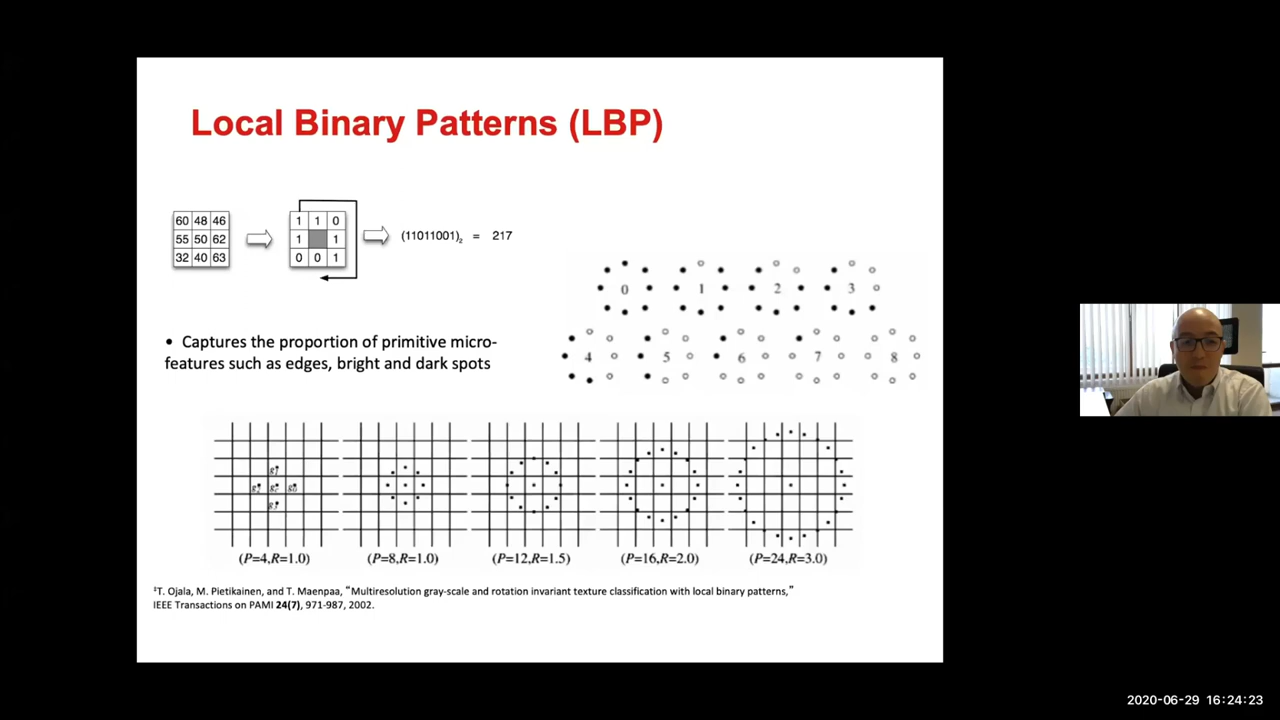 Local Binary Patterns (LBP)
60 48 46
55 50 62
32 40 63
1 1 0
1 1
0 0 1
(11011001)₂ = 217
0 1 2 3
4 5 6 7 8
• Captures the proportion of primitive micro-
features such as edges, bright and dark spots
(P=4,R=1.0) (P=8,R=1.0) (P=12,R=1.5) (P=16,R=2.0) (P=24,R=3.0)
¹T. Ojala, M. Pietikainen, and T. Maenpaa, "Multiresolution gray-scale and rotation invariant texture classification with local binary patterns,"
IEEE Transactions on PAMI 24(7), 971-987, 2002.
2020-06-29 16:24:23